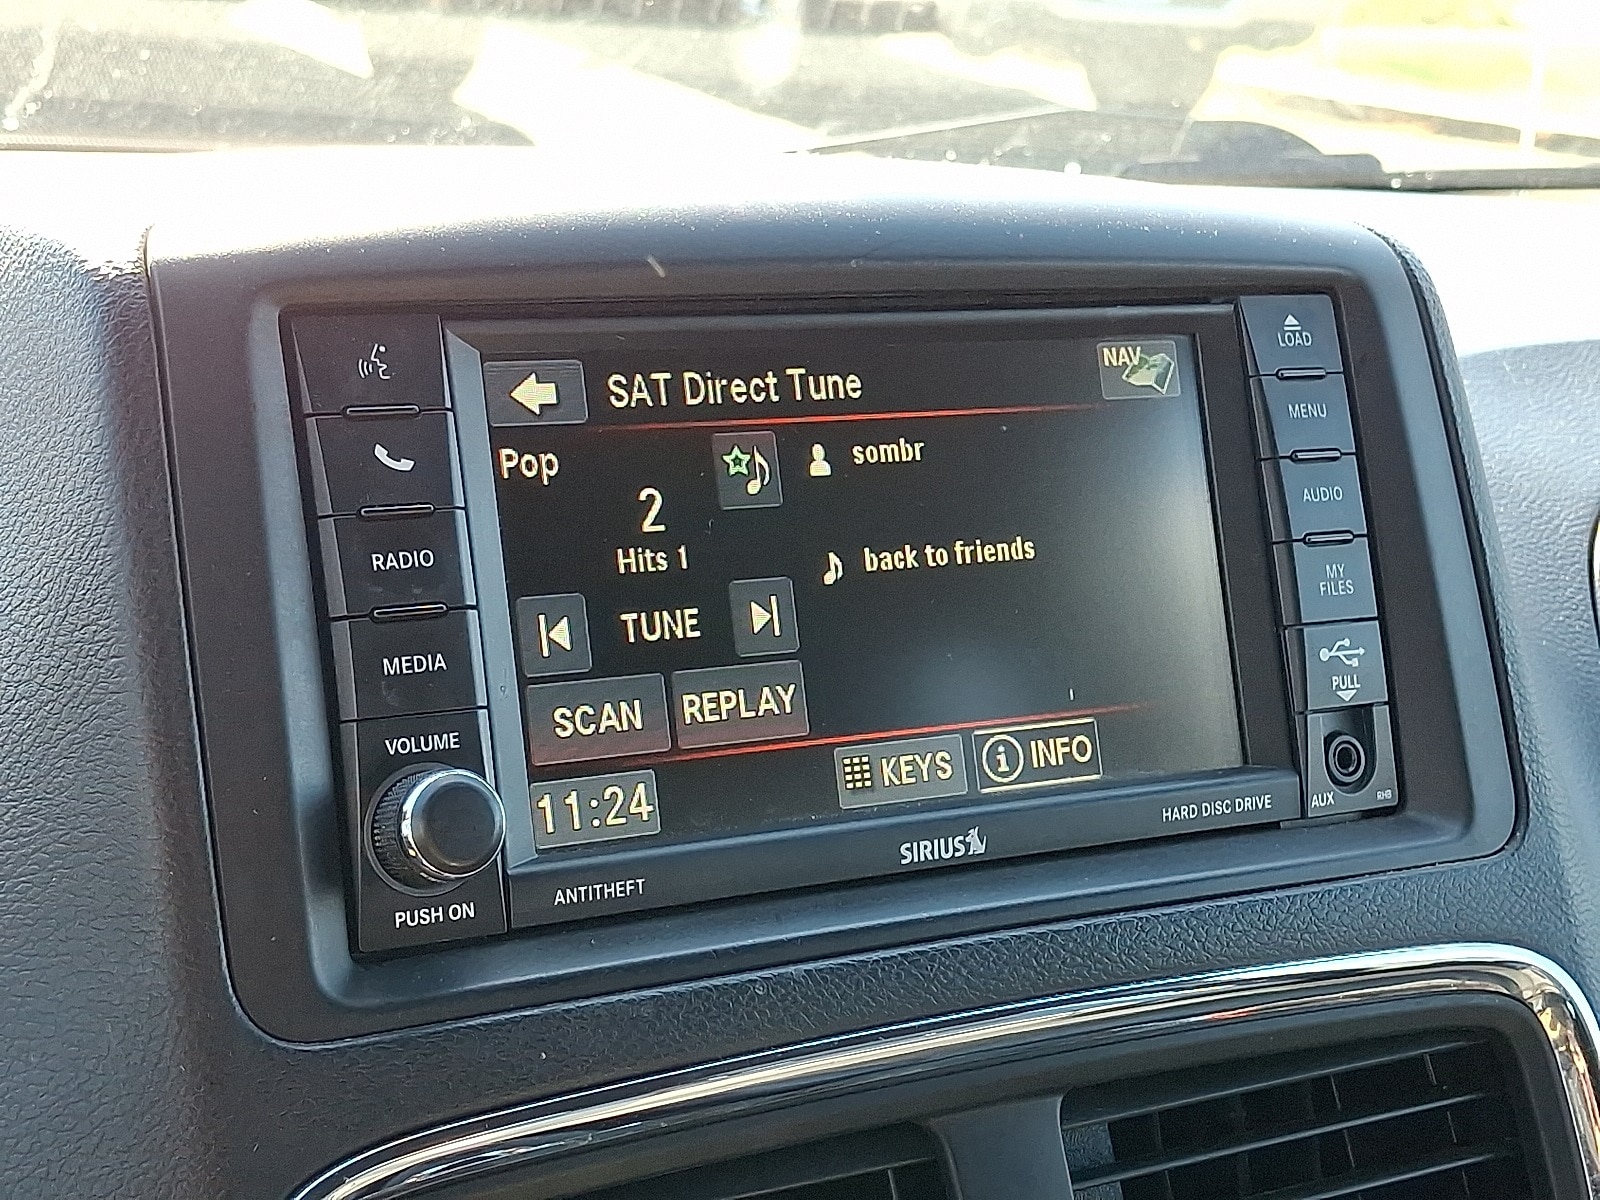 SAT Direct Tune
NAV
Pop
sombr
2
Hits 1
back to friends
TUNE
SCAN
REPLAY
11:24
KEYS
INFO
RADIO
MEDIA
VOLUME
PUSH ON
ANTITHEFT
SIRIUS
HARD DISC DRIVE
LOAD
MENU
AUDIO
MY
FILES
PULL
AUX
RHB